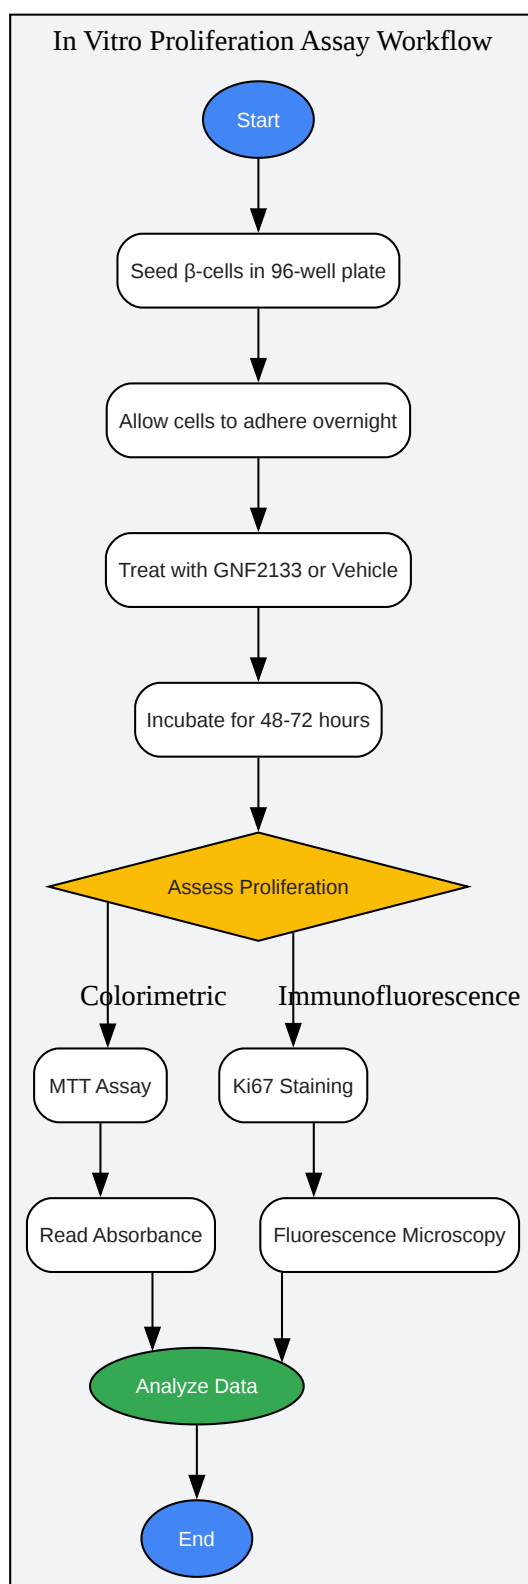 In Vitro Proliferation Assay Workflow
Start
Seed β-cells in 96-well plate
Allow cells to adhere overnight
Treat with GNF2133 or Vehicle
Incubate for 48-72 hours
Assess Proliferation
Colorimetric
Immunofluorescence
MTT Assay
Ki67 Staining
Read Absorbance
Fluorescence Microscopy
Analyze Data
End